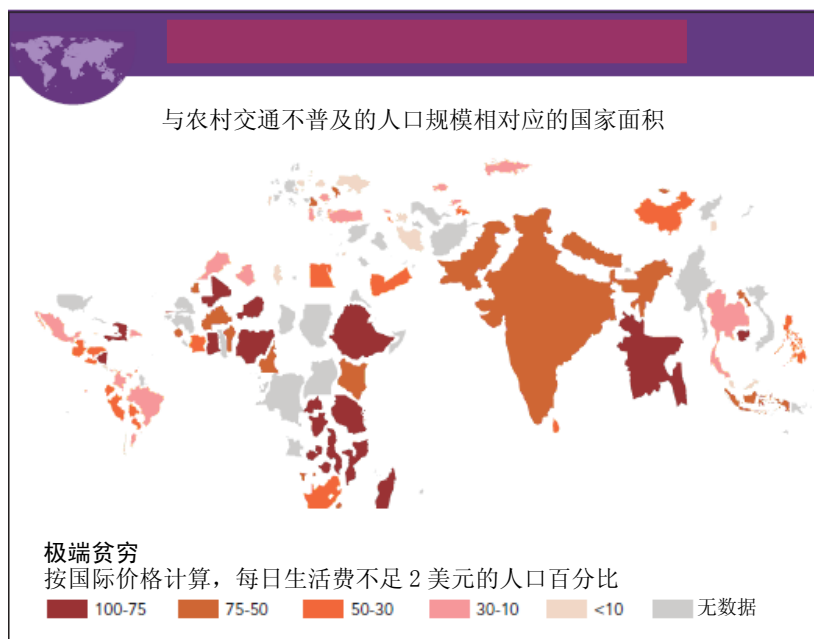 与农村交通不普及的人口规模相对应的国家面积
极端贫穷
按国际价格计算，每日生活费不足 2 美元的人口百分比
100-75 75-50 50-30 30-10 <10 无数据